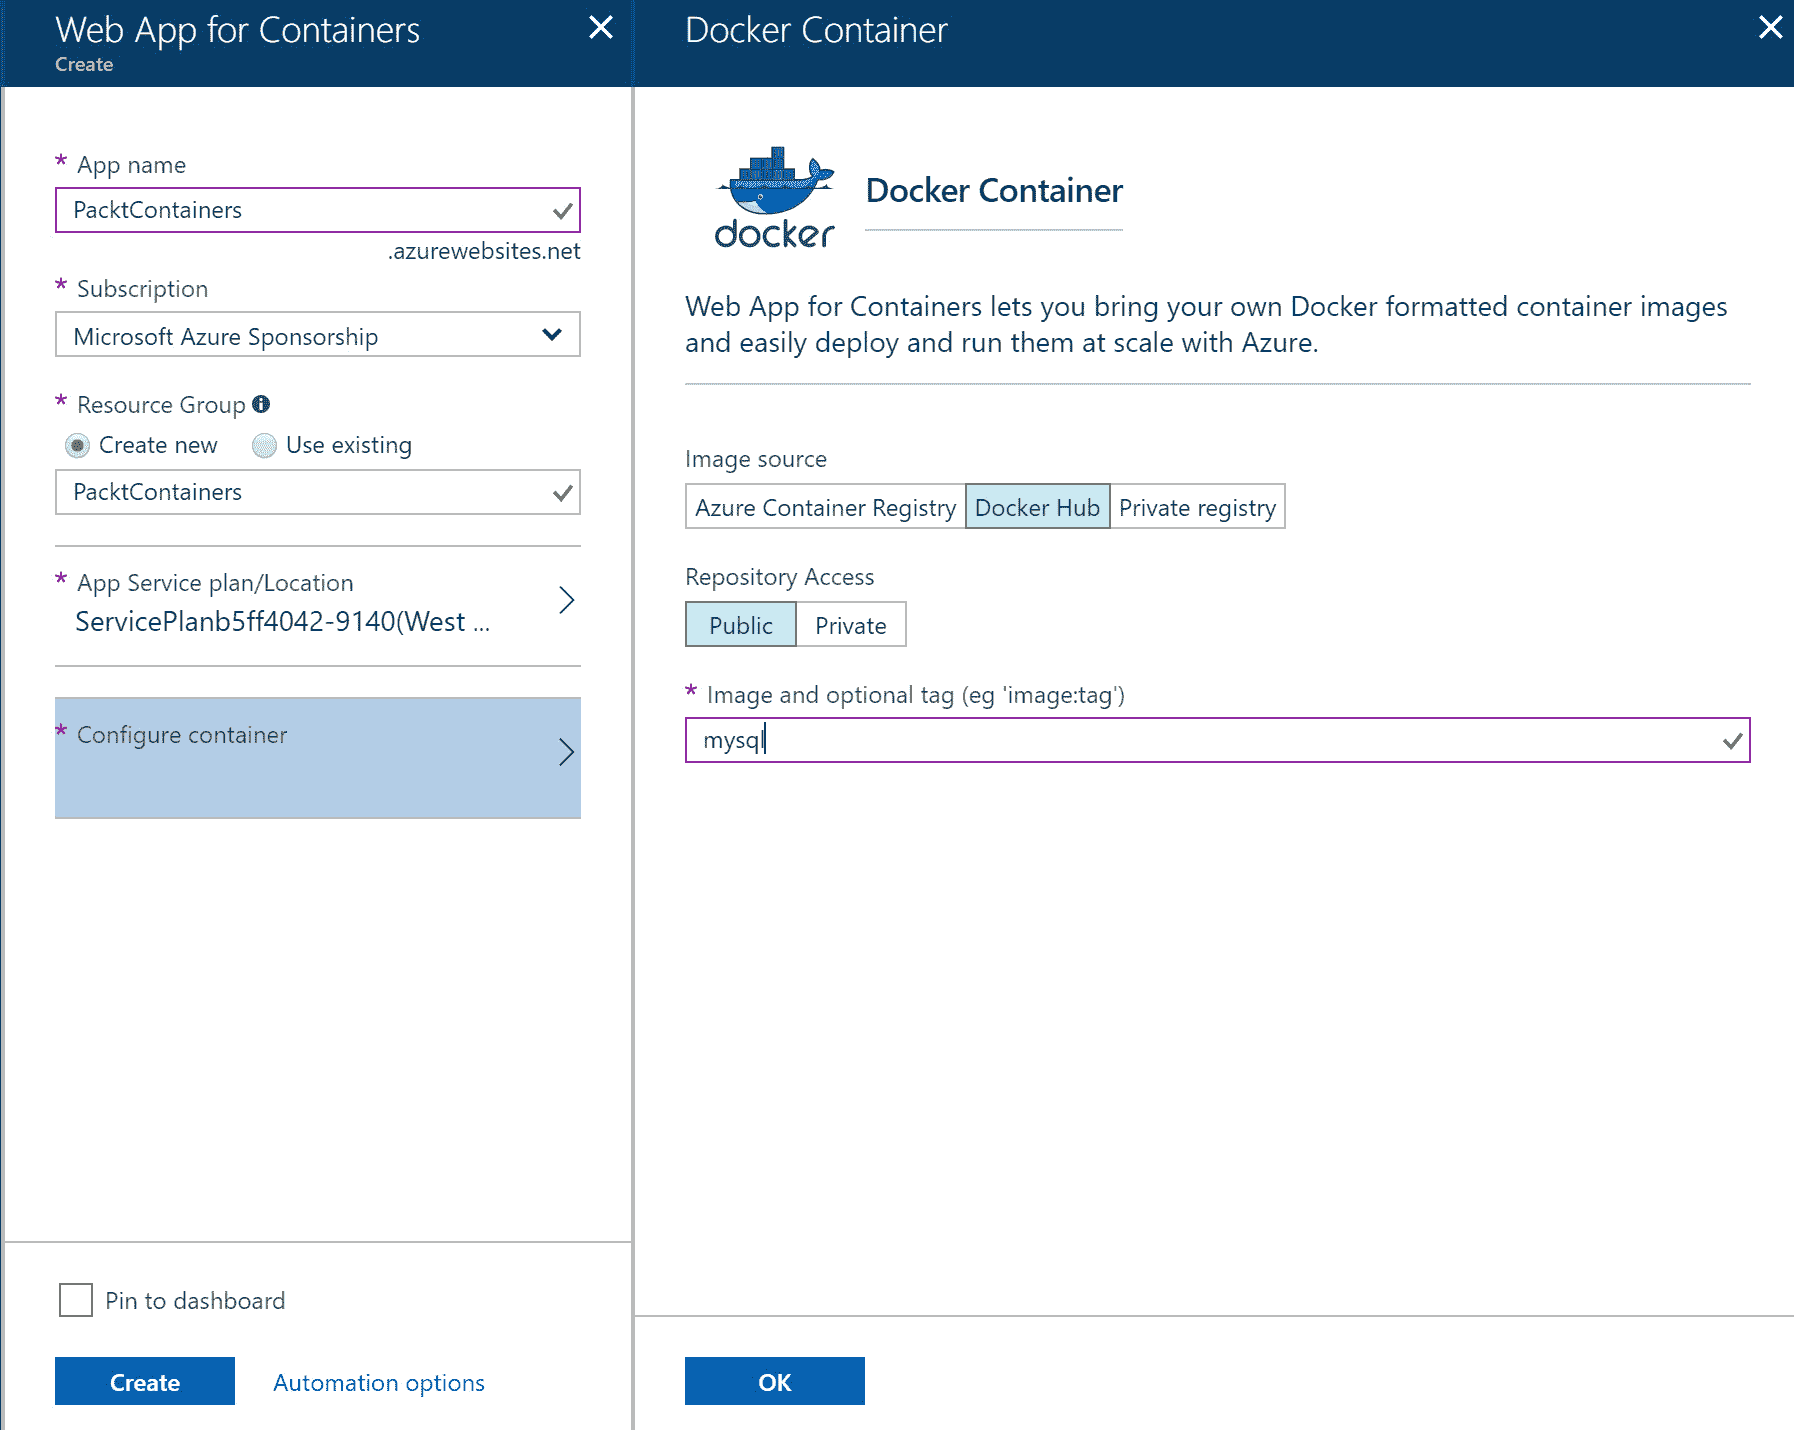 Web App for Containers
Create
* App name
PacktContainers
.azurewebsites.net
* Subscription
Microsoft Azure Sponsorship
* Resource Group
Create new Use existing
PacktContainers
* App Service plan/Location
ServicePlanb5ff4042-9140(West ...
* Configure container
Pin to dashboard
Create Automation options
Docker Container
docker
Docker Container
Web App for Containers lets you bring your own Docker formatted container images
and easily deploy and run them at scale with Azure.
Image source
Azure Container Registry Docker Hub Private registry
Repository Access
Public Private
* Image and optional tag (eg 'image:tag')
mysql
OK